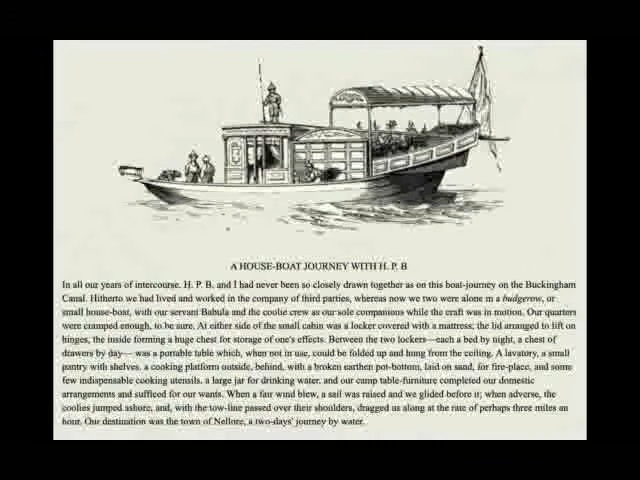 A HOUSE-BOAT JOURNEY WITH H. P. B
In all our years of intercourse. H. P. B. and I had never been so closely drawn together as on this boat-journey on the Buckingham
Canal. Hitherto we had lived and worked in the company of third parties, whereas now we two were alone m a budgerow, or
small house-boat, with our servant Babula and the coolie crew as our sole companions while the craft was in motion. Our quarters
were cramped enough, to be sure. At either side of the small cabin was a locker covered with a mattress; the lid arranged to lift on
hinges, the inside forming a huge chest for storage of one's effects. Between the two lockers—each a bed by night, a chest of
drawers by day— was a portable table which, when not in use, could be folded up and hung from the ceiling. A lavatory, a small
pantry with shelves. a cooking platform outside, behind, with a broken earthen pot-bottom, laid on sand, for fire-place, and some
few indispensable cooking utensils. a large jar for drinking water. and our camp table-furniture completed our domestic
arrangements and sufficed for our wants. When a fair wind blew, a sail was raised and we glided before it; when adverse, the
coolies jumped ashore, and, with the tow-line passed over their shoulders, dragged us along at the rate of perhaps three miles an
hour. Our destination was the town of Nellore, a two-days' journey by water.